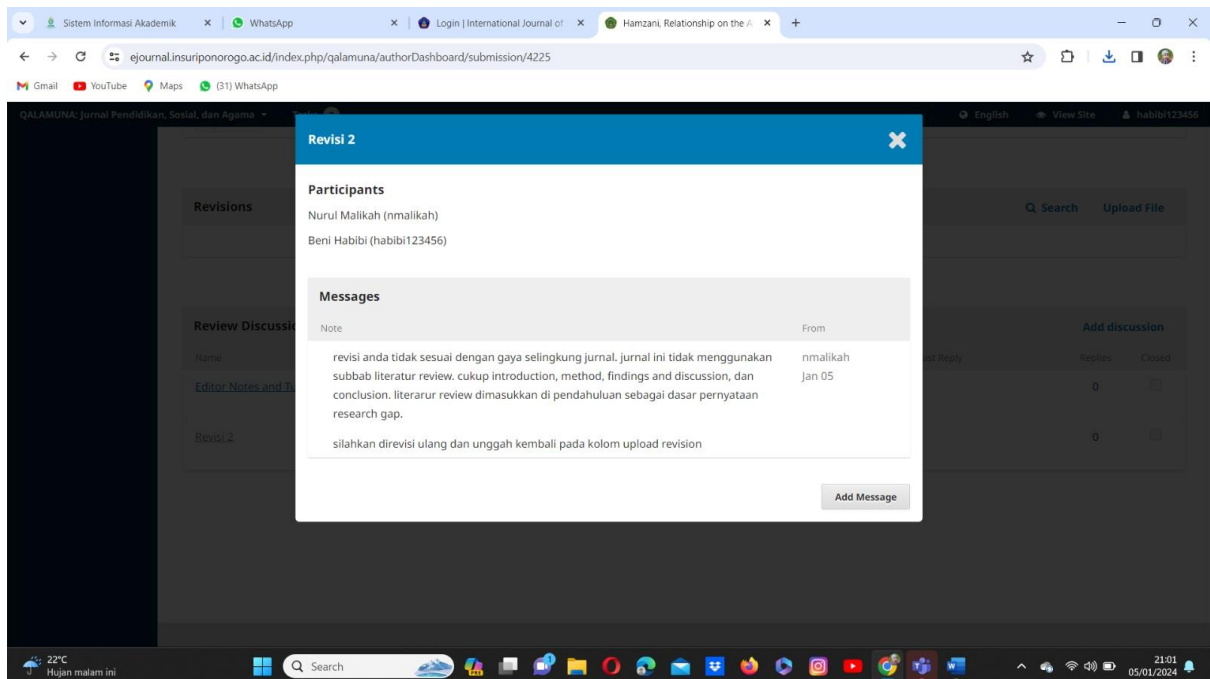 Sistem Informasi Akademik
WhatsApp
Login | International Journal of
Hamzani, Relationship on the A
ejournal.insuriponorogo.ac.id/index.php/qalamuna/authorDashboard/submission/4225
Gmail YouTube Maps (31) WhatsApp
QALAMUNA: Jurnal Pendidikan, Sosial, dan Agama
English View Site habibi123456
Revisi 2
Participants
Nurul Malikah (nmalikah)
Beni Habibi (habibi123456)
Revisions
Search Upload File
Messages
Note From
revisi anda tidak sesuai dengan gaya selingkung jurnal. jurnal ini tidak menggunakan
subbab literatur review. cukup introduction, method, findings and discussion, dan
conclusion. literarur review dimasukkan di pendahuluan sebagai dasar pernyataan
research gap.
silahkan direvisi ulang dan unggah kembali pada kolom upload revision
nmalikah
Jan 05
Add Message
Review Discussi
Add discussion
Name
Reply Replies Closed
Editor Notes and Tu
0
Revisi 2
0
22°C
Hujan malam ini
Search
21:01
05/01/2024